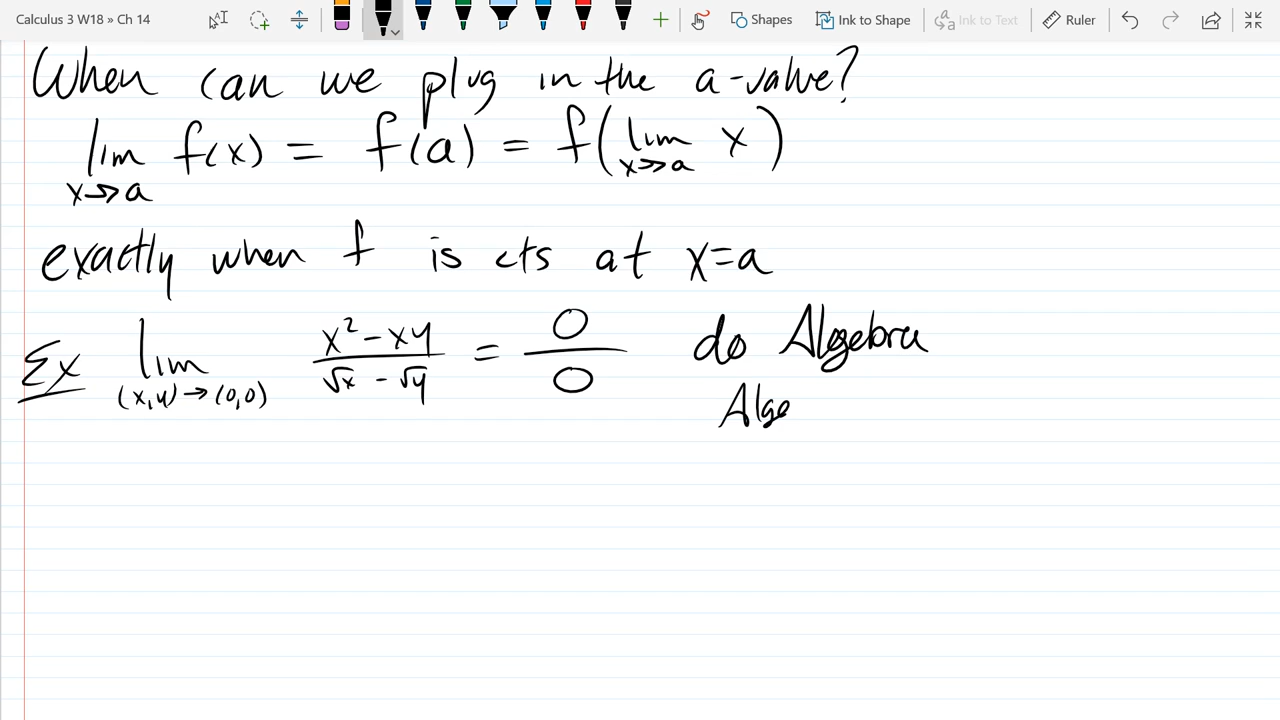 Calculus 3 W18 » Ch 14
Shapes
Ink to Shape
Ink to Text
Ruler
When can we plug in the a-value?
lim x→a f(x) = f(a) = f(lim x→a x)
exactly when f is cts at x=a
Ex lim (x,y)→(0,0) x² - xy / √x - √y = 0/0 do Algebra
Alge